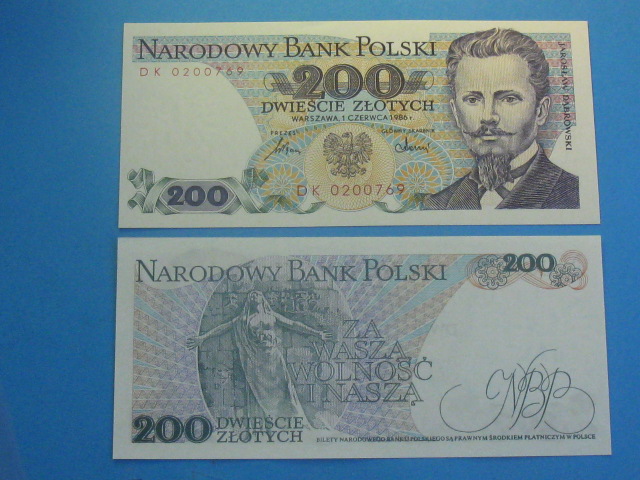 NARODOWY BANK POLSKI
DK 0200769
200
DWIEŚCIE ZŁOTYCH
WARSZAWA, 1 CZERWCA 1986 r.
PREZES
GŁÓWNY SKARBNIK
JAROSŁAW DĄBROWSKI
DK 0200769
200
NARODOWY BANK POLSKI
200
ZA
WASZĄ
WOLNOŚĆ
I NASZĄ
NBP
200 DWIEŚCIE
ZŁOTYCH
BILETY NARODOWEGO BANKU POLSKIEGO SĄ PRAWNYM ŚRODKIEM PŁATNICZYM W POLSCE